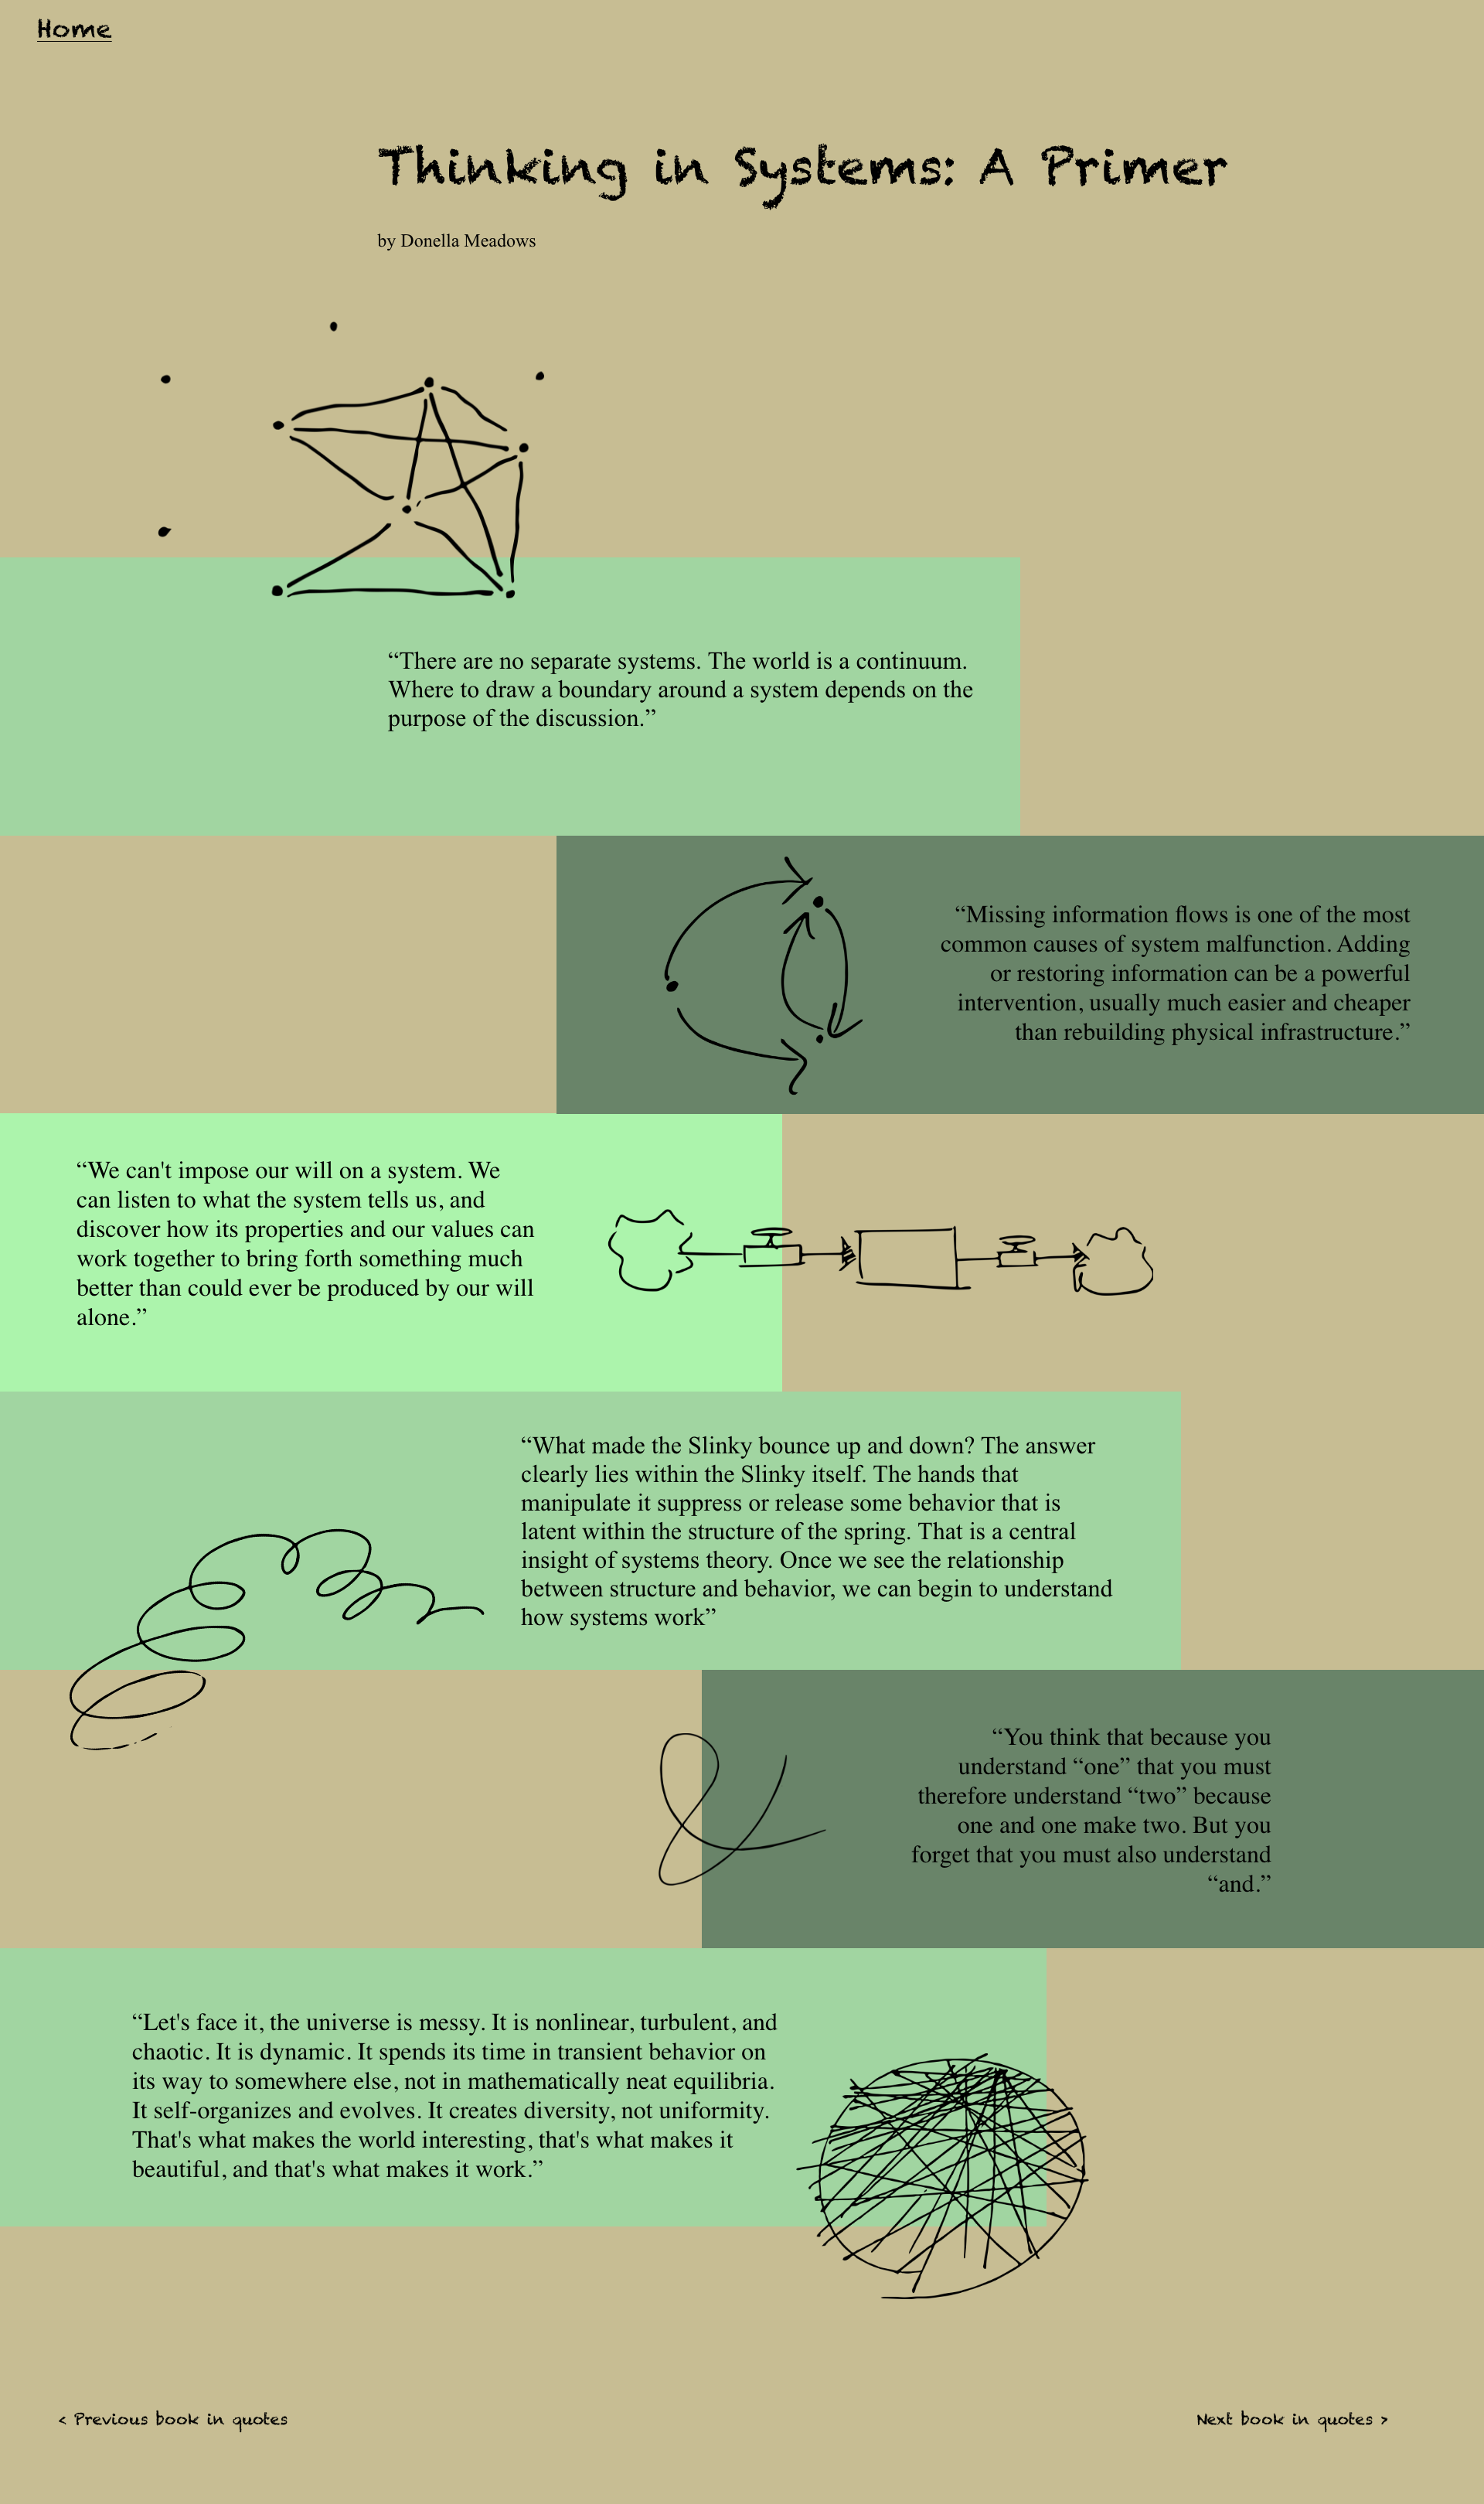 Home
Thinking in Systems: A Primer
by Donella Meadows
“There are no separate systems. The world is a continuum.
Where to draw a boundary around a system depends on the
purpose of the discussion.”
“Missing information flows is one of the most
common causes of system malfunction. Adding
or restoring information can be a powerful
intervention, usually much easier and cheaper
than rebuilding physical infrastructure.”
“We can't impose our will on a system. We
can listen to what the system tells us, and
discover how its properties and our values can
work together to bring forth something much
better than could ever be produced by our will
alone.”
“What made the Slinky bounce up and down? The answer
clearly lies within the Slinky itself. The hands that
manipulate it suppress or release some behavior that is
latent within the structure of the spring. That is a central
insight of systems theory. Once we see the relationship
between structure and behavior, we can begin to understand
how systems work”
“You think that because you
understand “one” that you must
therefore understand “two” because
one and one make two. But you
forget that you must also understand
“and.”
“Let's face it, the universe is messy. It is nonlinear, turbulent, and
chaotic. It is dynamic. It spends its time in transient behavior on
its way to somewhere else, not in mathematically neat equilibria.
It self-organizes and evolves. It creates diversity, not uniformity.
That's what makes the world interesting, that's what makes it
beautiful, and that's what makes it work.”
< Previous book in quotes
Next book in quotes >